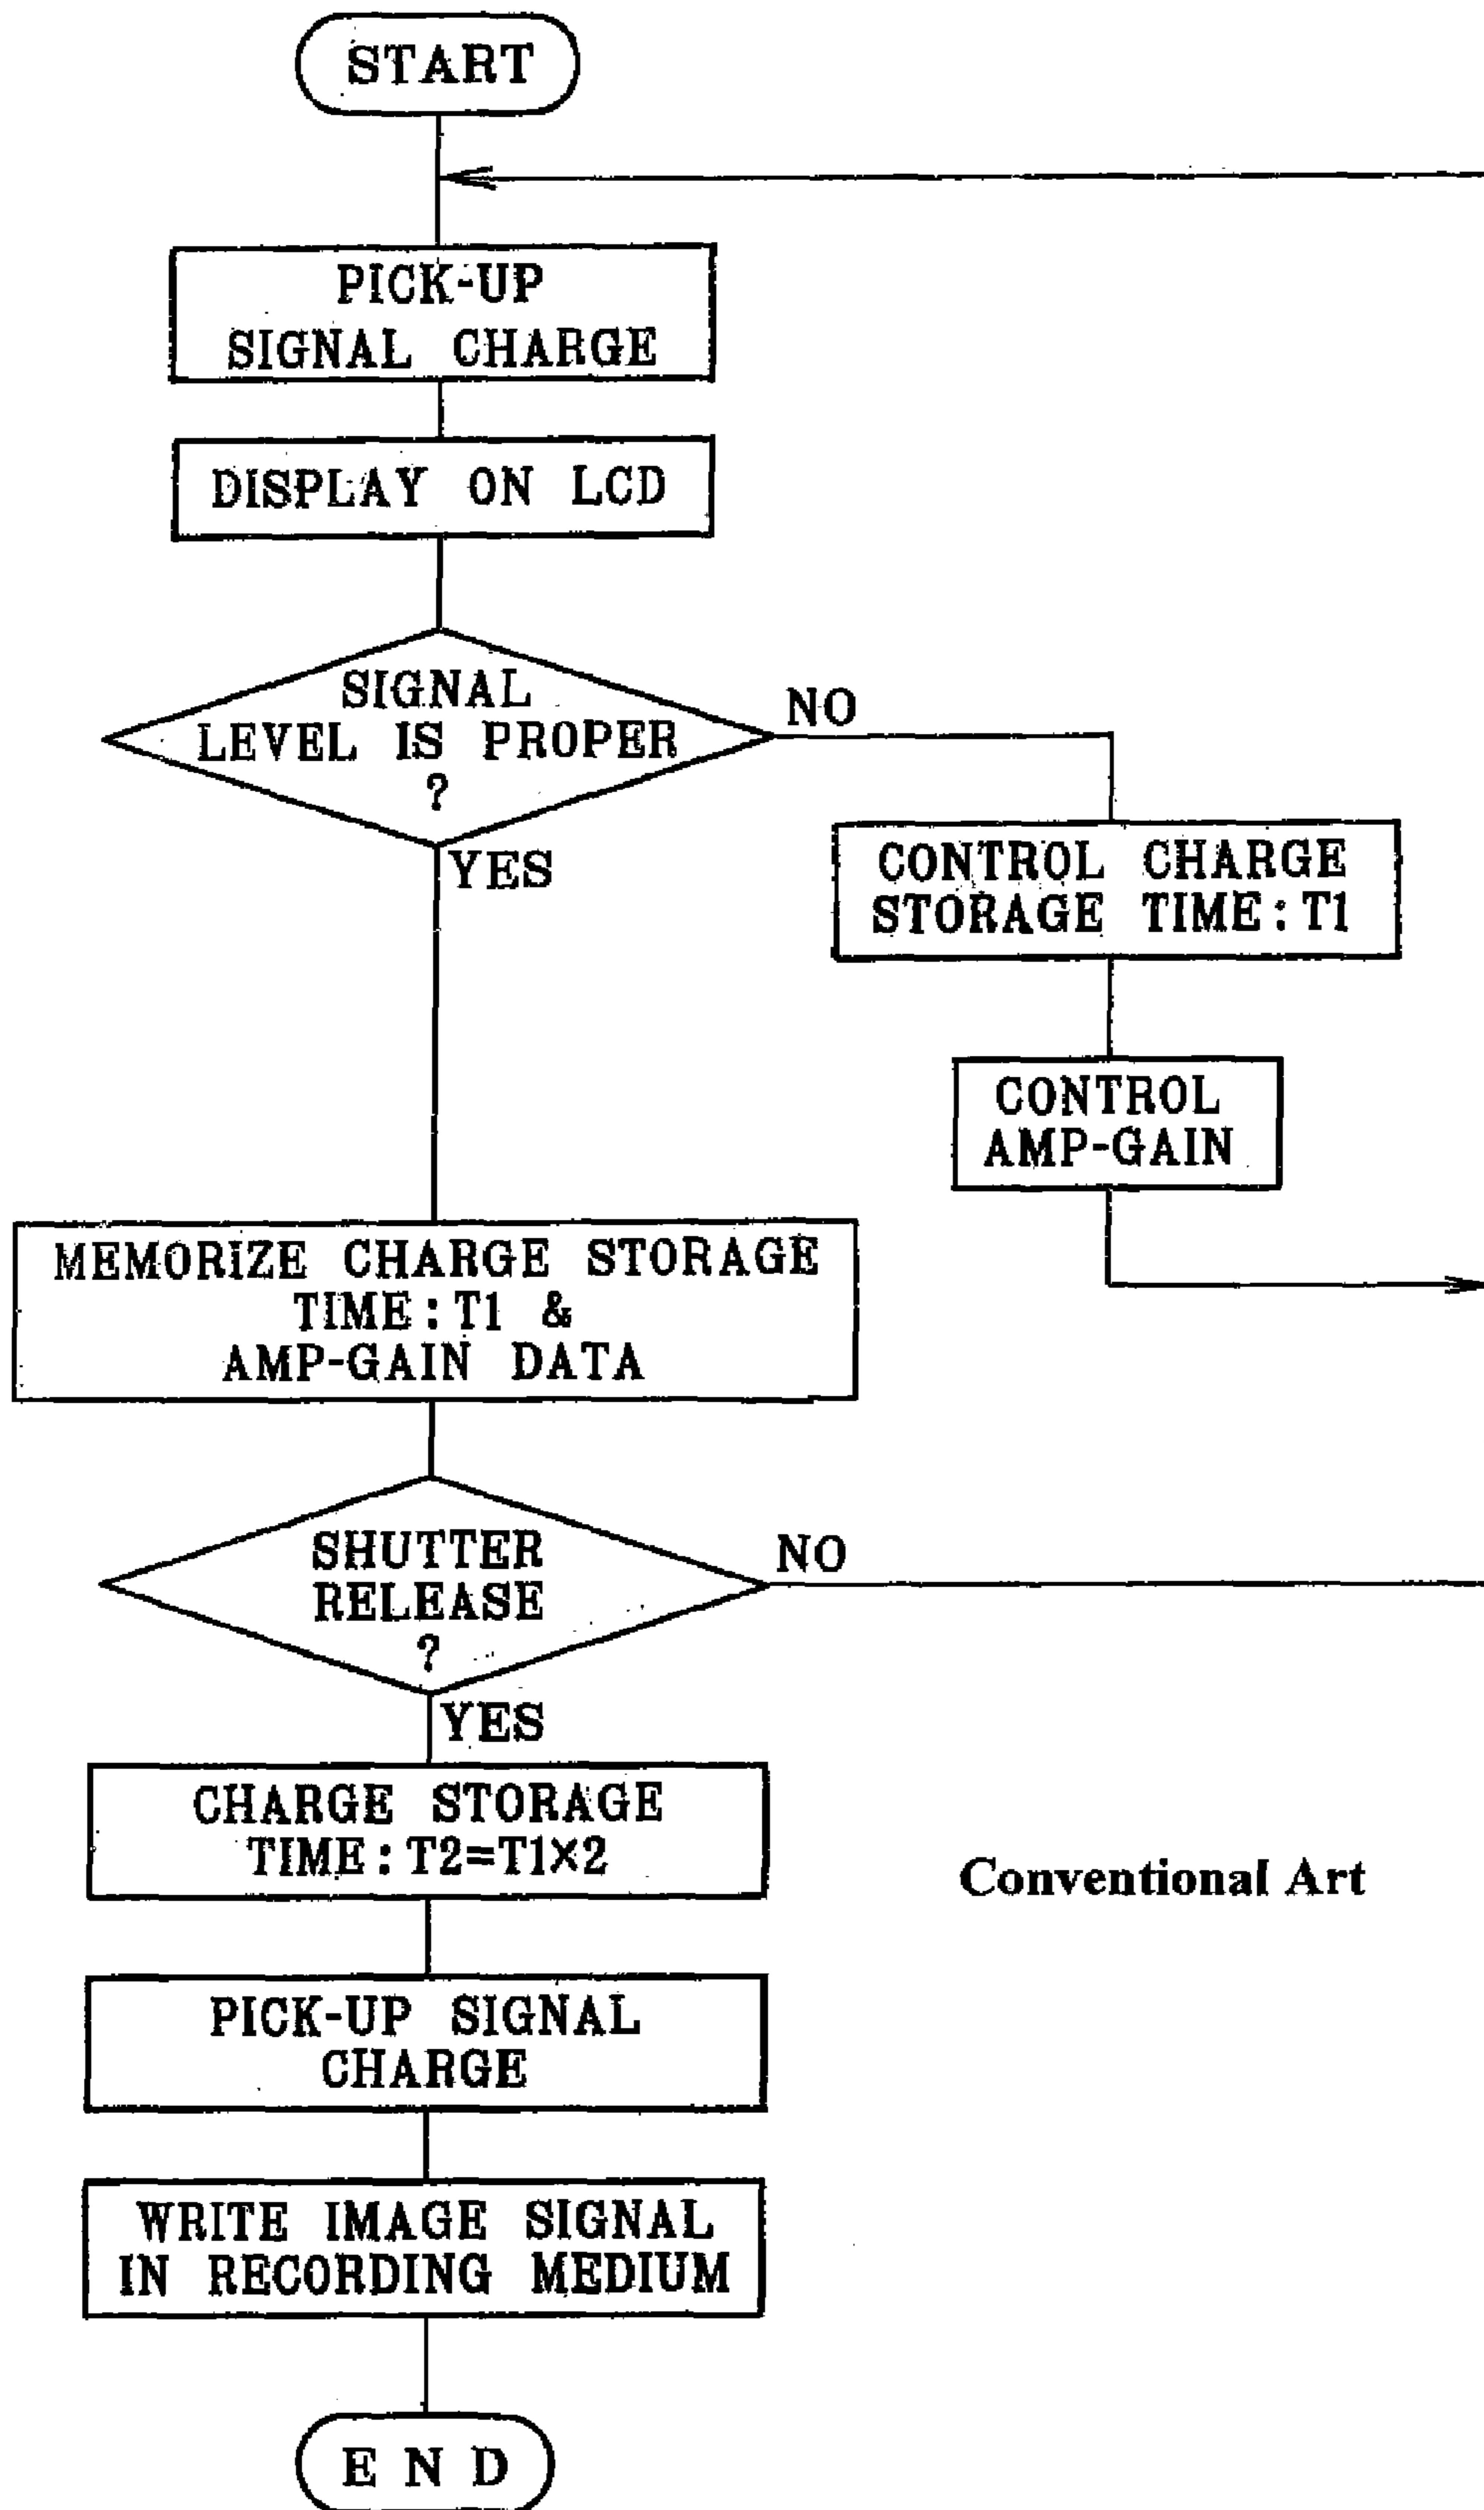 START
PICK-UP
SIGNAL CHARGE
DISPLAY ON LCD
SIGNAL
LEVEL IS PROPER
?
NO
YES
CONTROL CHARGE
STORAGE TIME:T1
CONTROL
AMP-GAIN
MEMORIZE CHARGE STORAGE
TIME:T1 &
AMP-GAIN DATA
SHUTTER
RELEASE
?
NO
YES
CHARGE STORAGE
TIME:T2=T1×2
Conventional Art
PICK-UP SIGNAL
CHARGE
WRITE IMAGE SIGNAL
IN RECORDING MEDIUM
END